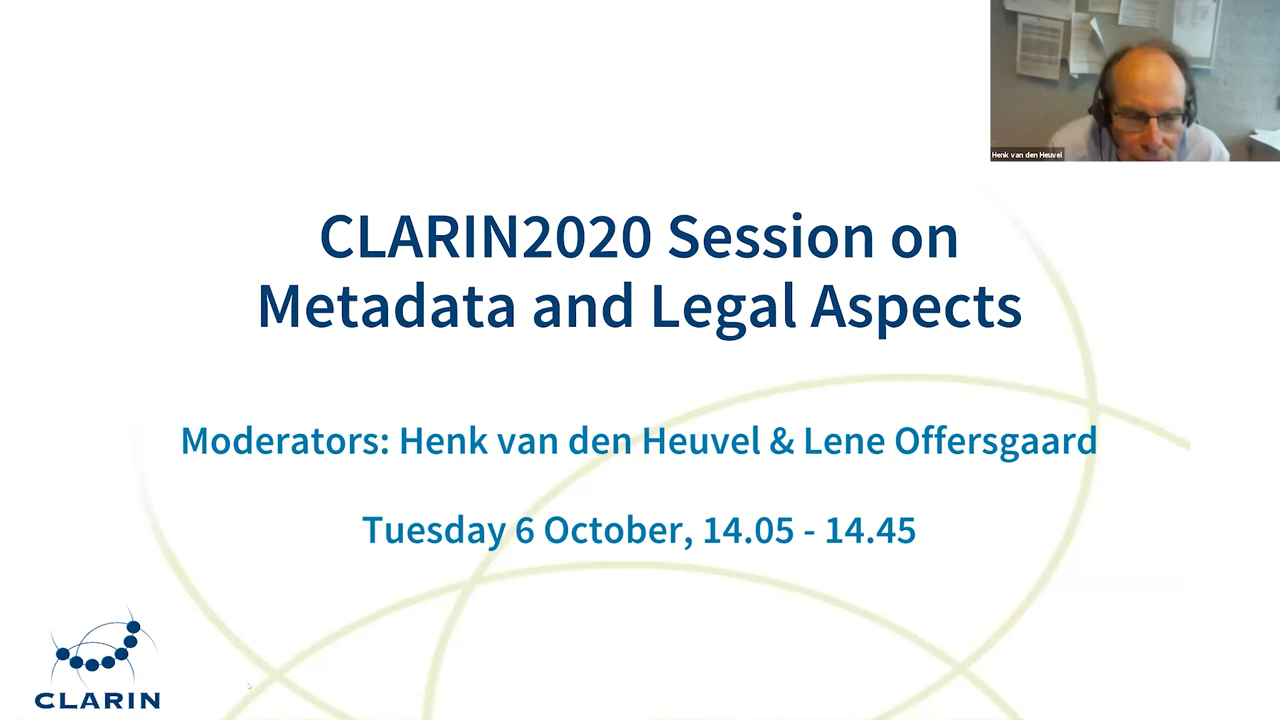 Henk van den Heuvel
CLARIN2020 Session on
Metadata and Legal Aspects
Moderators: Henk van den Heuvel & Lene Offersgaard
Tuesday 6 October, 14.05 - 14.45
CLARIN